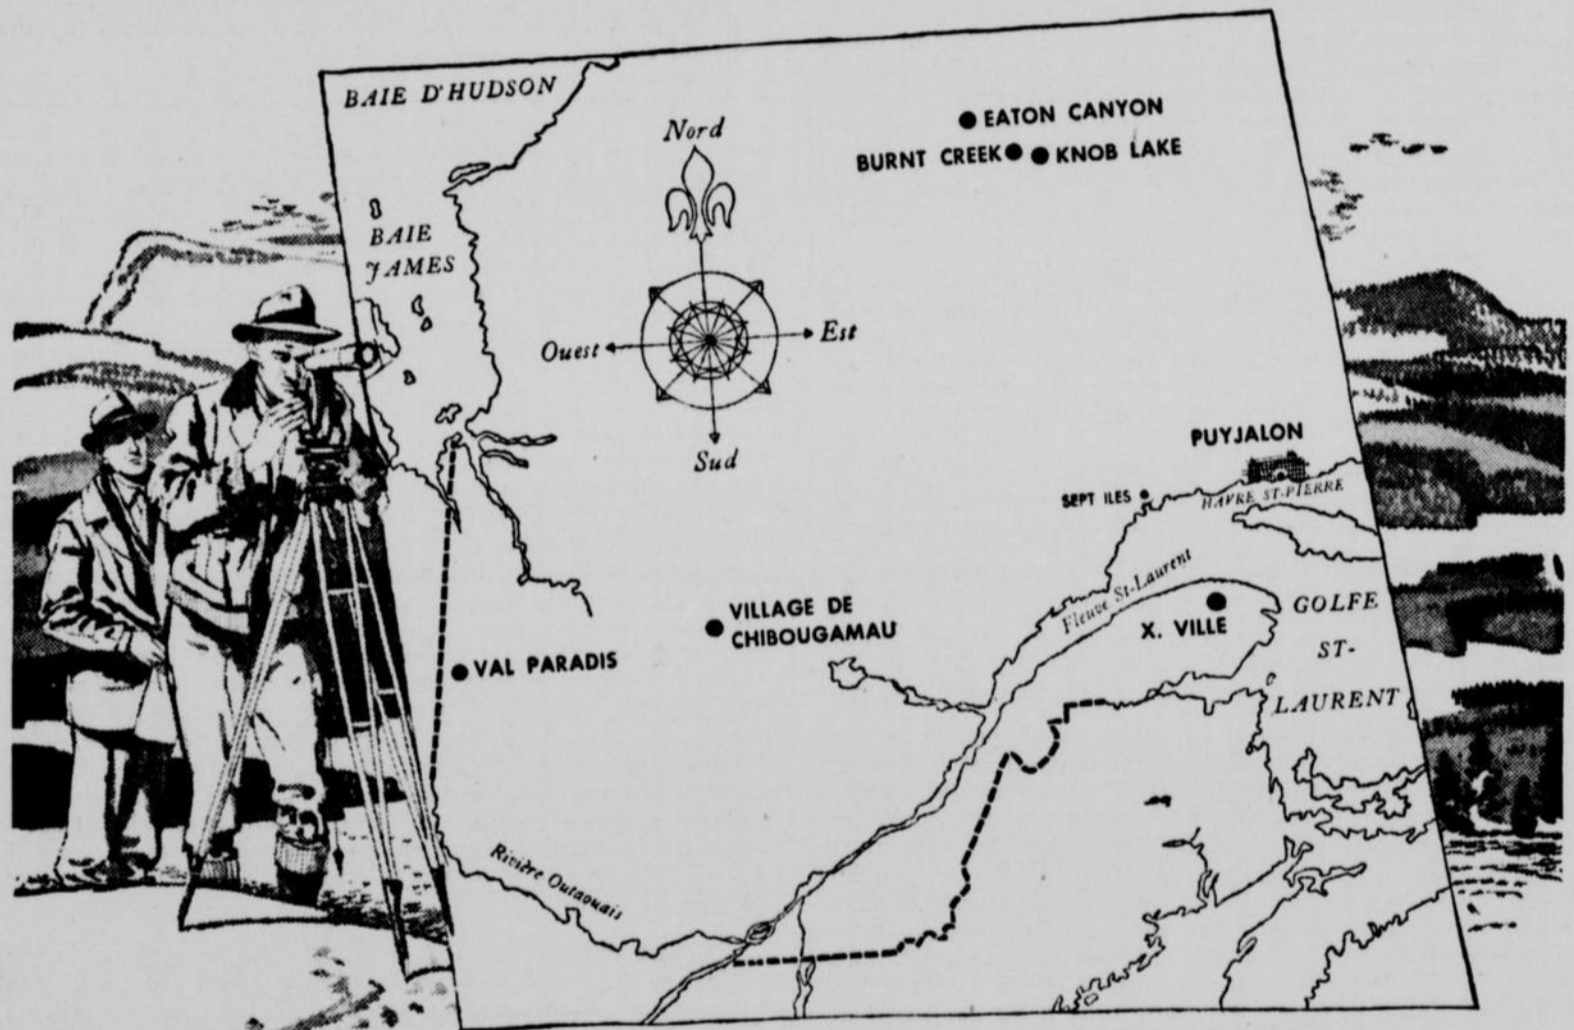 BAIE D'HUDSON
Nord
EATON CANYON
BURNT CREEK
KNOB LAKE
BAIE
JAMES
Ouest
Est
Sud
PUYJALON
SEPT ILES
HAVRE ST-PIERRE
Fleuve St-Laurent
VILLAGE DE
CHIBOUGAMAU
X. VILLE
GOLFE
ST-
LAURENT
VAL PARADIS
Rivière Outaouais